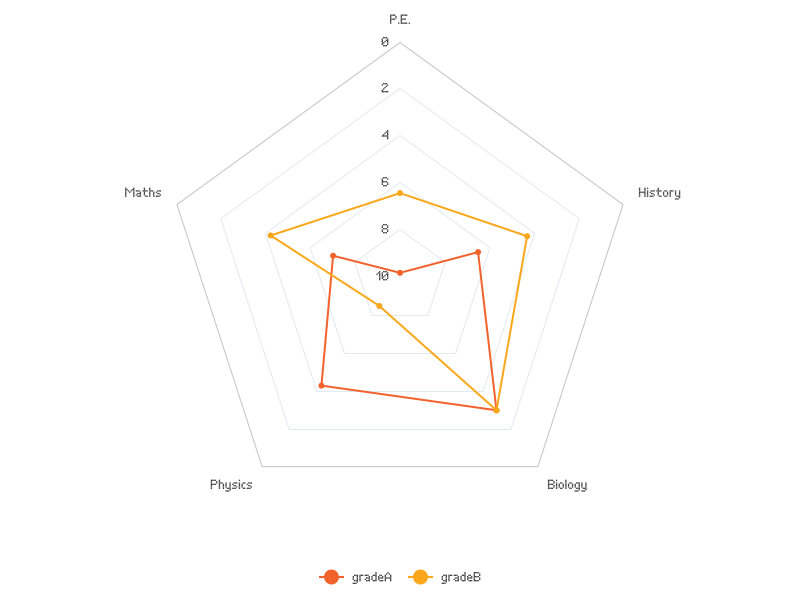 P.E.
0
2
4
6
8
10
Maths
History
Physics
Biology
gradeA
gradeB